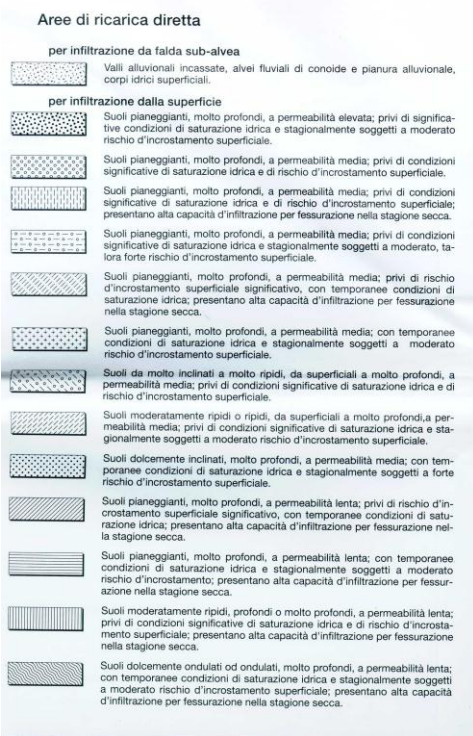 Aree di ricarica diretta
per infiltrazione da falda sub-alvea
Valli alluvionali incassate, alvei fluviali di conoide e pianura alluvionale,
corpi idrici superficiali.
per infiltrazione dalla superficie
Suoli pianeggianti, molto profondi, a permeabilità elevata; privi di significa-
tive condizioni di saturazione idrica e stagionalmente soggetti a moderato
rischio d'incrostamento superficiale.
Suoli pianeggianti, molto profondi, a permeabilità media; privi di condizioni
significative di saturazione idrica e di rischio d'incrostamento superficiale.
Suoli pianeggianti, molto profondi, a permeabilità media; privi di condizioni
significative di saturazione idrica e di rischio d'incrostamento superficiale;
presentano alta capacità d'infiltrazione per fessurazione nella stagione secca.
Suoli pianeggianti, molto profondi, a permeabilità media; privi di condizioni
significative di saturazione idrica e stagionalmente soggetti a moderato, ta-
lora forte rischio d'incrostamento superficiale.
Suoli pianeggianti, molto profondi, a permeabilità media; privi di rischio
d'incrostamento superficiale significativo, con temporanee condizioni di
saturazione idrica; presentano alta capacità d'infiltrazione per fessurazione
nella stagione secca.
Suoli pianeggianti, molto profondi, a permeabilità media; con temporanee
condizioni di saturazione idrica e stagionalmente soggetti a moderato
rischio d'incrostamento superficiale.
Suoli da molto inclinati a molto ripidi, da superficiali a molto profondi, a
permeabilità media; privi di condizioni significative di saturazione idrica e di
rischio d'incrostamento superficiale.
Suoli moderatamente ripidi o ripidi, da superficiali a molto profondi,a per-
meabilità media; privi di condizioni significative di saturazione idrica e sta-
gionalmente soggetti a moderato rischio d'incrostamento superficiale.
Suoli dolcemente inclinati, molto profondi, a permeabilità media; con tem-
poranee condizioni di saturazione idrica e stagionalmente soggetti a forte
rischio d'incrostamento superficiale.
Suoli pianeggianti, molto profondi, a permeabilità lenta; privi di rischio d'in-
crostamento superficiale significativo, con temporanee condizioni di satu-
razione idrica; presentano alta capacità d'infiltrazione per fessurazione nel-
la stagione secca.
Suoli pianeggianti, molto profondi, a permeabilità lenta; con temporanee
condizioni di saturazione idrica e stagionalmente soggetti a moderato
rischio d'incrostamento; presentano alta capacità d'infiltrazione per fessur-
azione nella stagione secca.
Suoli moderatamente ripidi, profondi o molto profondi, a permeabilità lenta;
privi di condizioni significative di saturazione idrica e di rischio d'incrosta-
mento superficiale; presentano alta capacità d'infiltrazione per fessurazione
nella stagione secca.
Suoli dolcemente ondulati od ondulati, molto profondi, a permeabilità lenta;
con temporanee condizioni di saturazione idrica e stagionalmente soggetti
a moderato rischio d'incrostamento superficiale; presentano alta capacità
d'infiltrazione per fessurazione nella stagione secca.